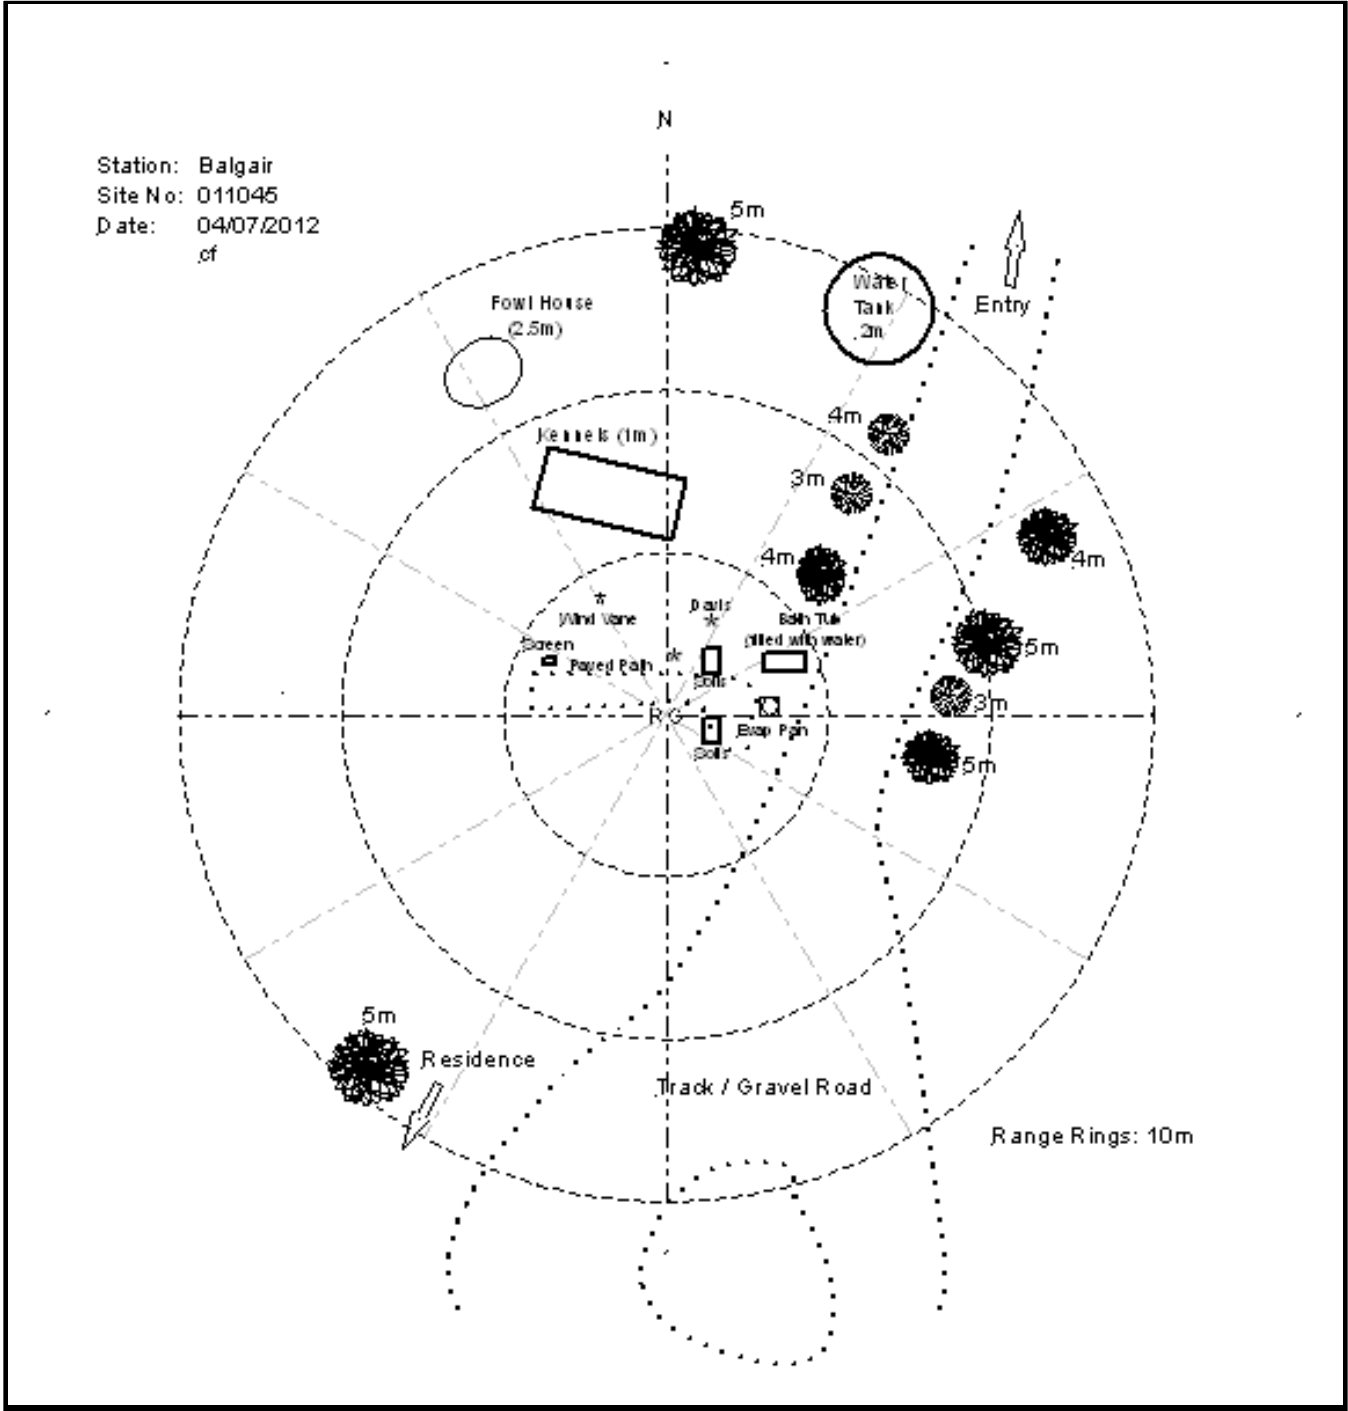 N
Station: Balgair
Site No: 011045
Date: 04/07/2012
cf
5m
Water
Tank
2m
Entry
Fowl House
(2.5m)
4m
Kennels (1m)
3m
4m
4m
Davis
Wind Vane
Bath Tub
(filled with water)
Screen
Paved Path
Soils
5m
3m
RG
Evap Pan
Soils
5m
5m
Residence
Track / Gravel Road
Range Rings: 10m